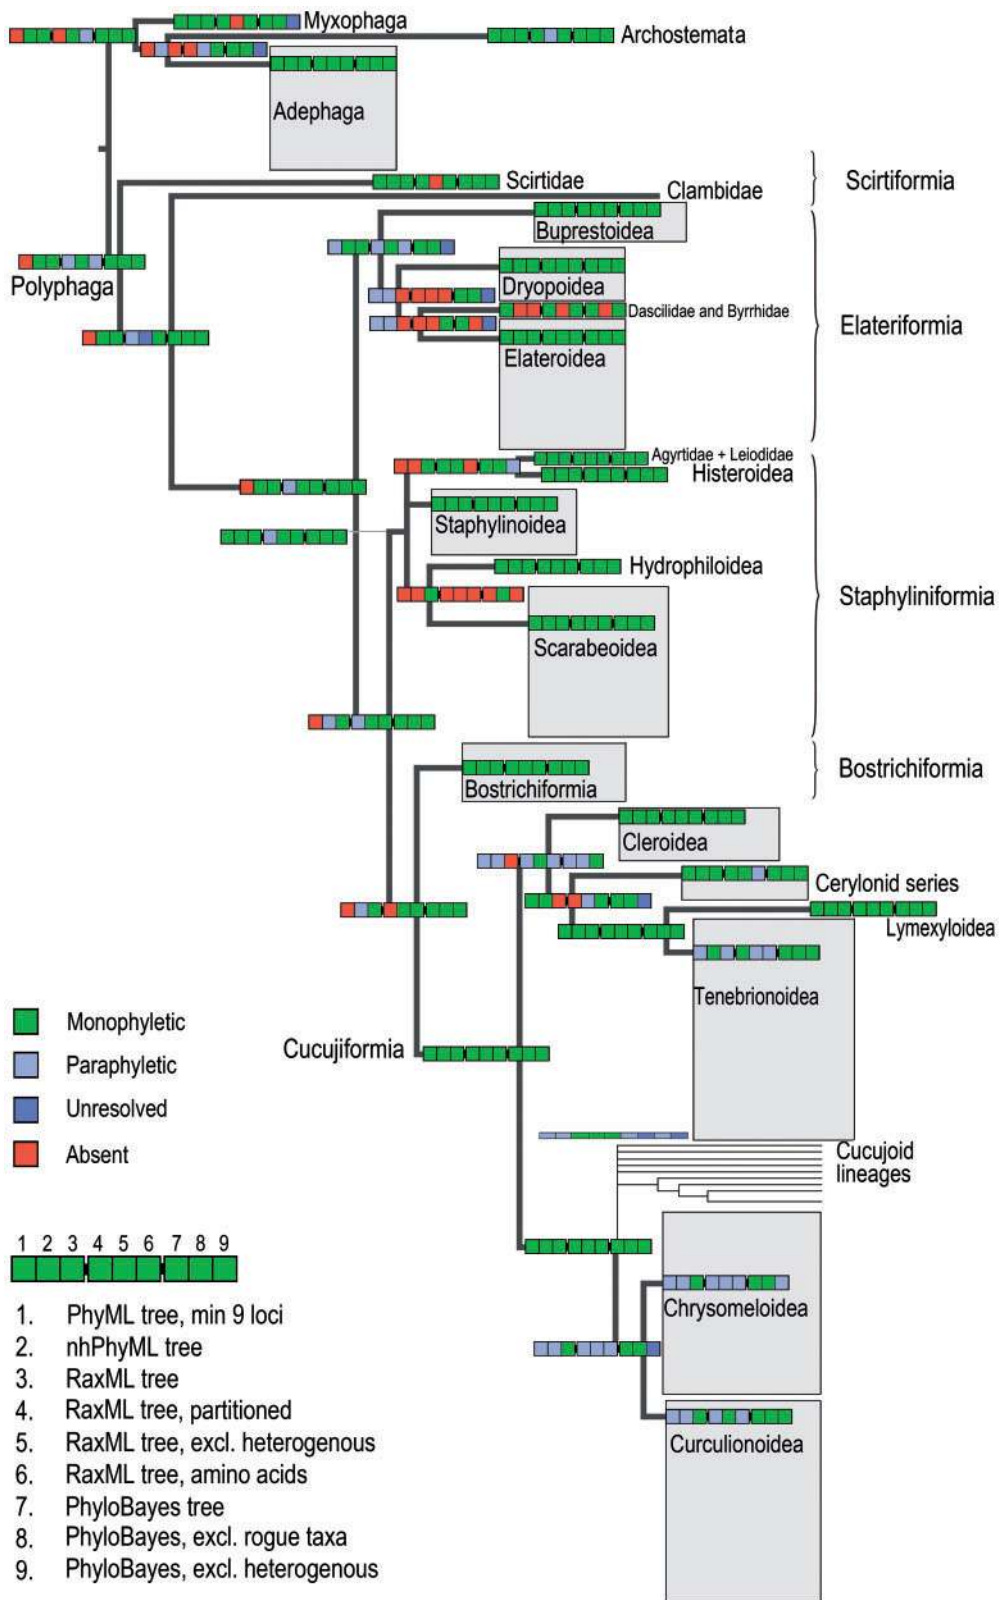 Myxophaga
Archostemata
Adephaga
Scirtidae
Scirtiformia
Clambidae
Buprestoidea
Polyphaga
Dryopoidea
Dascilidae and Byrrhidae
Elateriformia
Elateroidea
Agyrtidae + Leiodidae
Histeroidea
Staphylinoidea
Hydrophiloidea
Staphyliniformia
Scarabeoidea
Bostrichiformia
Bostrichiformia
Cleroidea
Cerylonid series
Lymexyloidea
Tenebrionoidea
Monophyletic
Cucujiformia
Paraphyletic
Unresolved
Absent
Cucujoid
lineages
1 2 3 4 5 6 7 8 9
Chrysomeloidea
Curculionoidea
1. PhyML tree, min 9 loci
2. nhPhyML tree
3. RaxML tree
4. RaxML tree, partitioned
5. RaxML tree, excl. heterogenous
6. RaxML tree, amino acids
7. PhyloBayes tree
8. PhyloBayes, excl. rogue taxa
9. PhyloBayes, excl. heterogenous